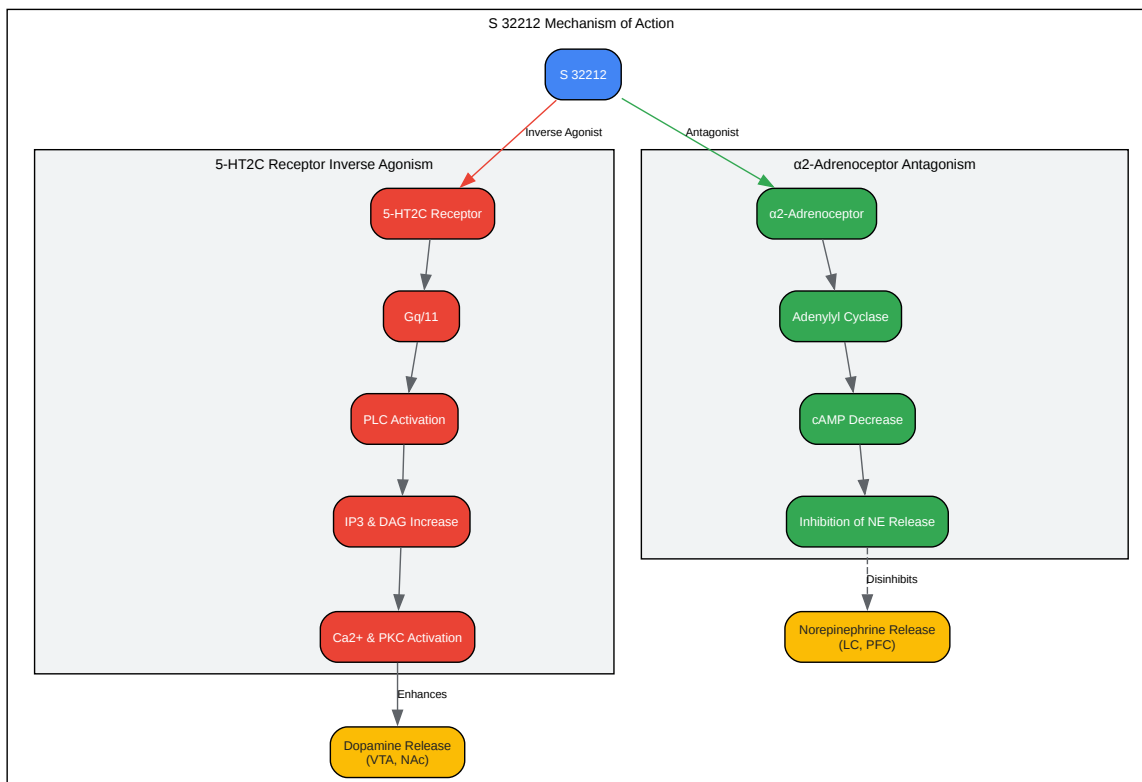 S 32212 Mechanism of Action
S 32212
Inverse Agonist
Antagonist
5-HT2C Receptor Inverse Agonism
α2-Adrenoceptor Antagonism
5-HT2C Receptor
α2-Adrenoceptor
Gq/11
Adenylyl Cyclase
PLC Activation
cAMP Decrease
IP3 & DAG Increase
Inhibition of NE Release
Disinhibits
Ca2+ & PKC Activation
Norepinephrine Release
(LC, PFC)
Enhances
Dopamine Release
(VTA, NAc)